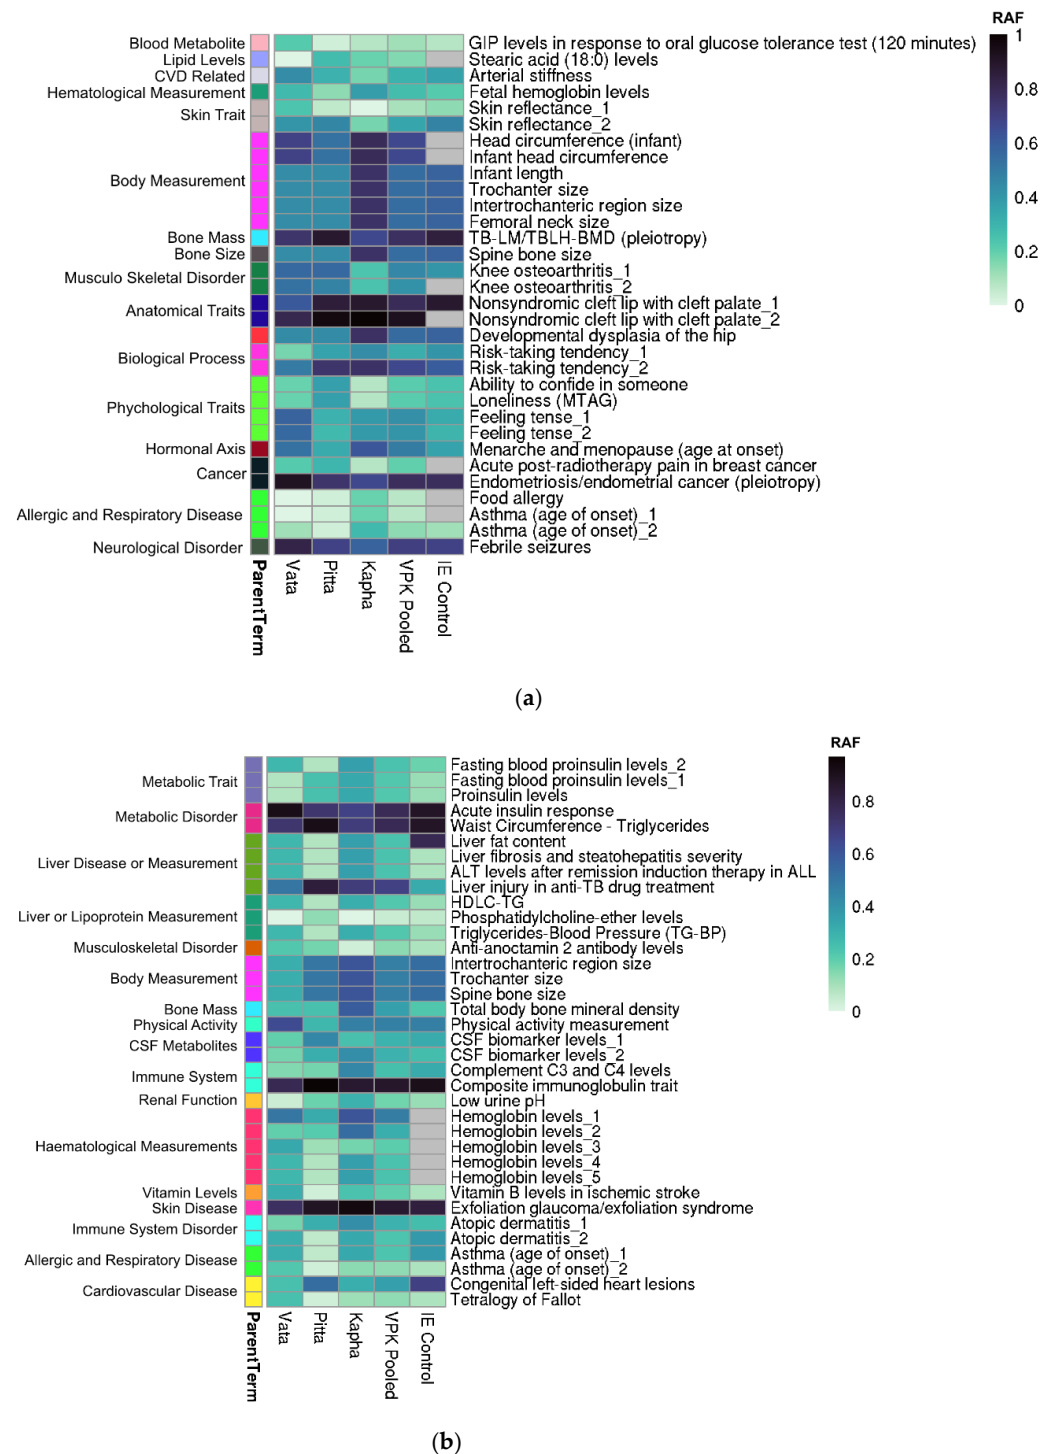 RAF
1
0.8
0.6
0.4
0.2
0
Blood Metabolite
Lipid Levels
CVD Related
Hematological Measurement
Skin Trait
Body Measurement
Bone Mass
Bone Size
Musculo Skeletal Disorder
Anatomical Traits
Biological Process
Phychological Traits
Hormonal Axis
Cancer
Allergic and Respiratory Disease
Neurological Disorder
GIP levels in response to oral glucose tolerance test (120 minutes)
Stearic acid (18:0) levels
Arterial stiffness
Fetal hemoglobin levels
Skin reflectance_1
Skin reflectance_2
Head circumference (infant)
Infant head circumference
Infant length
Trochanter size
Intertrochanteric region size
Femoral neck size
TB-LM/TBLH-BMD (pleiotropy)
Spine bone size
Knee osteoarthritis_1
Knee osteoarthritis_2
Nonsyndromic cleft lip with cleft palate_1
Nonsyndromic cleft lip with cleft palate_2
Developmental dysplasia of the hip
Risk-taking tendency_1
Risk-taking tendency_2
Ability to confide in someone
Loneliness (MTAG)
Feeling tense_1
Feeling tense_2
Menarche and menopause (age at onset)
Acute post-radiotherapy pain in breast cancer
Endometriosis/endometrial cancer (pleiotropy)
Food allergy
Asthma (age of onset)_1
Asthma (age of onset)_2
Febrile seizures
ParentTerm
Vata
Pitta
Kapha
VPK Pooled
IE Control
(a)
RAF
0.8
0.6
0.4
0.2
0
Metabolic Trait
Metabolic Disorder
Liver Disease or Measurement
Liver or Lipoprotein Measurement
Musculoskeletal Disorder
Body Measurement
Bone Mass
Physical Activity
CSF Metabolites
Immune System
Renal Function
Haematological Measurements
Vitamin Levels
Skin Disease
Immune System Disorder
Allergic and Respiratory Disease
Cardiovascular Disease
Fasting blood proinsulin levels_2
Fasting blood proinsulin levels_1
Proinsulin levels
Acute insulin response
Waist Circumference - Triglycerides
Liver fat content
Liver fibrosis and steatohepatitis severity
ALT levels after remission induction therapy in ALL
Liver injury in anti-TB drug treatment
HDLC-TG
Phosphatidylcholine-ether levels
Triglycerides-Blood Pressure (TG-BP)
Anti-anoctamin 2 antibody levels
Intertrochanteric region size
Trochanter size
Spine bone size
Total body bone mineral density
Physical activity measurement
CSF biomarker levels_1
CSF biomarker levels_2
Complement C3 and C4 levels
Composite immunoglobulin trait
Low urine pH
Hemoglobin levels_1
Hemoglobin levels_2
Hemoglobin levels_3
Hemoglobin levels_4
Hemoglobin levels_5
Vitamin B levels in ischemic stroke
Exfoliation glaucoma/exfoliation syndrome
Atopic dermatitis_1
Atopic dermatitis_2
Asthma (age of onset)_1
Asthma (age of onset)_2
Congenital left-sided heart lesions
Tetralogy of Fallot
ParentTerm
Vata
Pitta
Kapha
VPK Pooled
IE Control
(b)